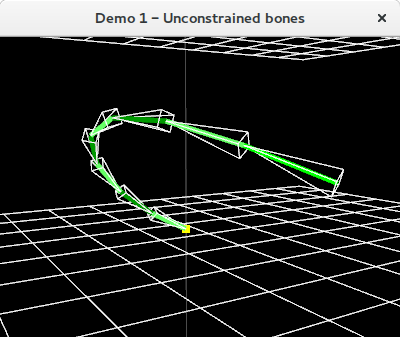 Demo 1 – Unconstrained bones